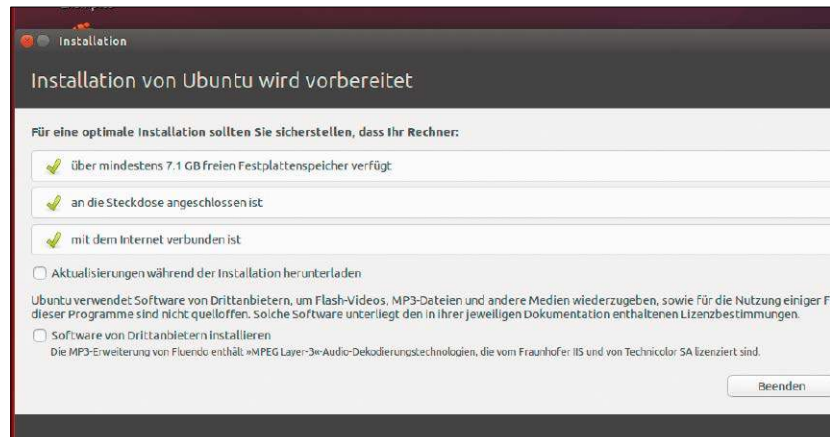 Installation
Installation von Ubuntu wird vorbereitet
Für eine optimale Installation sollten Sie sicherstellen, dass Ihr Rechner:
über mindestens 7.1 GB freien Festplattenspeicher verfügt
an die Steckdose angeschlossen ist
mit dem Internet verbunden ist
Aktualisierungen während der Installation herunterladen
Ubuntu verwendet Software von Drittanbietern, um Flash-Videos, MP3-Dateien und andere Medien wiederzugeben, sowie für die Nutzung einiger F
dieser Programme sind nicht quelloffen. Solche Software unterliegt den in ihrer jeweiligen Dokumentation enthaltenen Lizenzbestimmungen.
Software von Drittanbietern installieren
Die MP3-Erweiterung von Fluendo enthält »MPEG Layer-3«-Audio-Dekodierungstechnologien, die vom Fraunhofer IIS und von Technicolor SA lizenziert sind.
Beenden